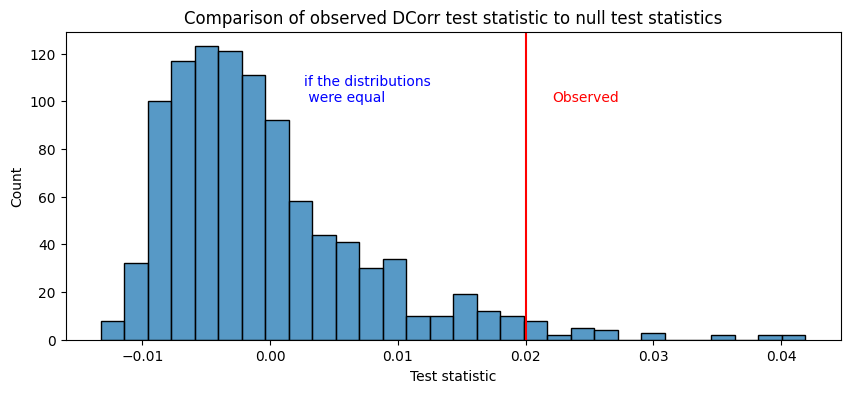 Comparison of observed DCorr test statistic to null test statistics
120
100
80
60
40
20
0
Count
if the distributions
were equal
Observed
−0.01
0.00
0.01
0.02
0.03
0.04
Test statistic